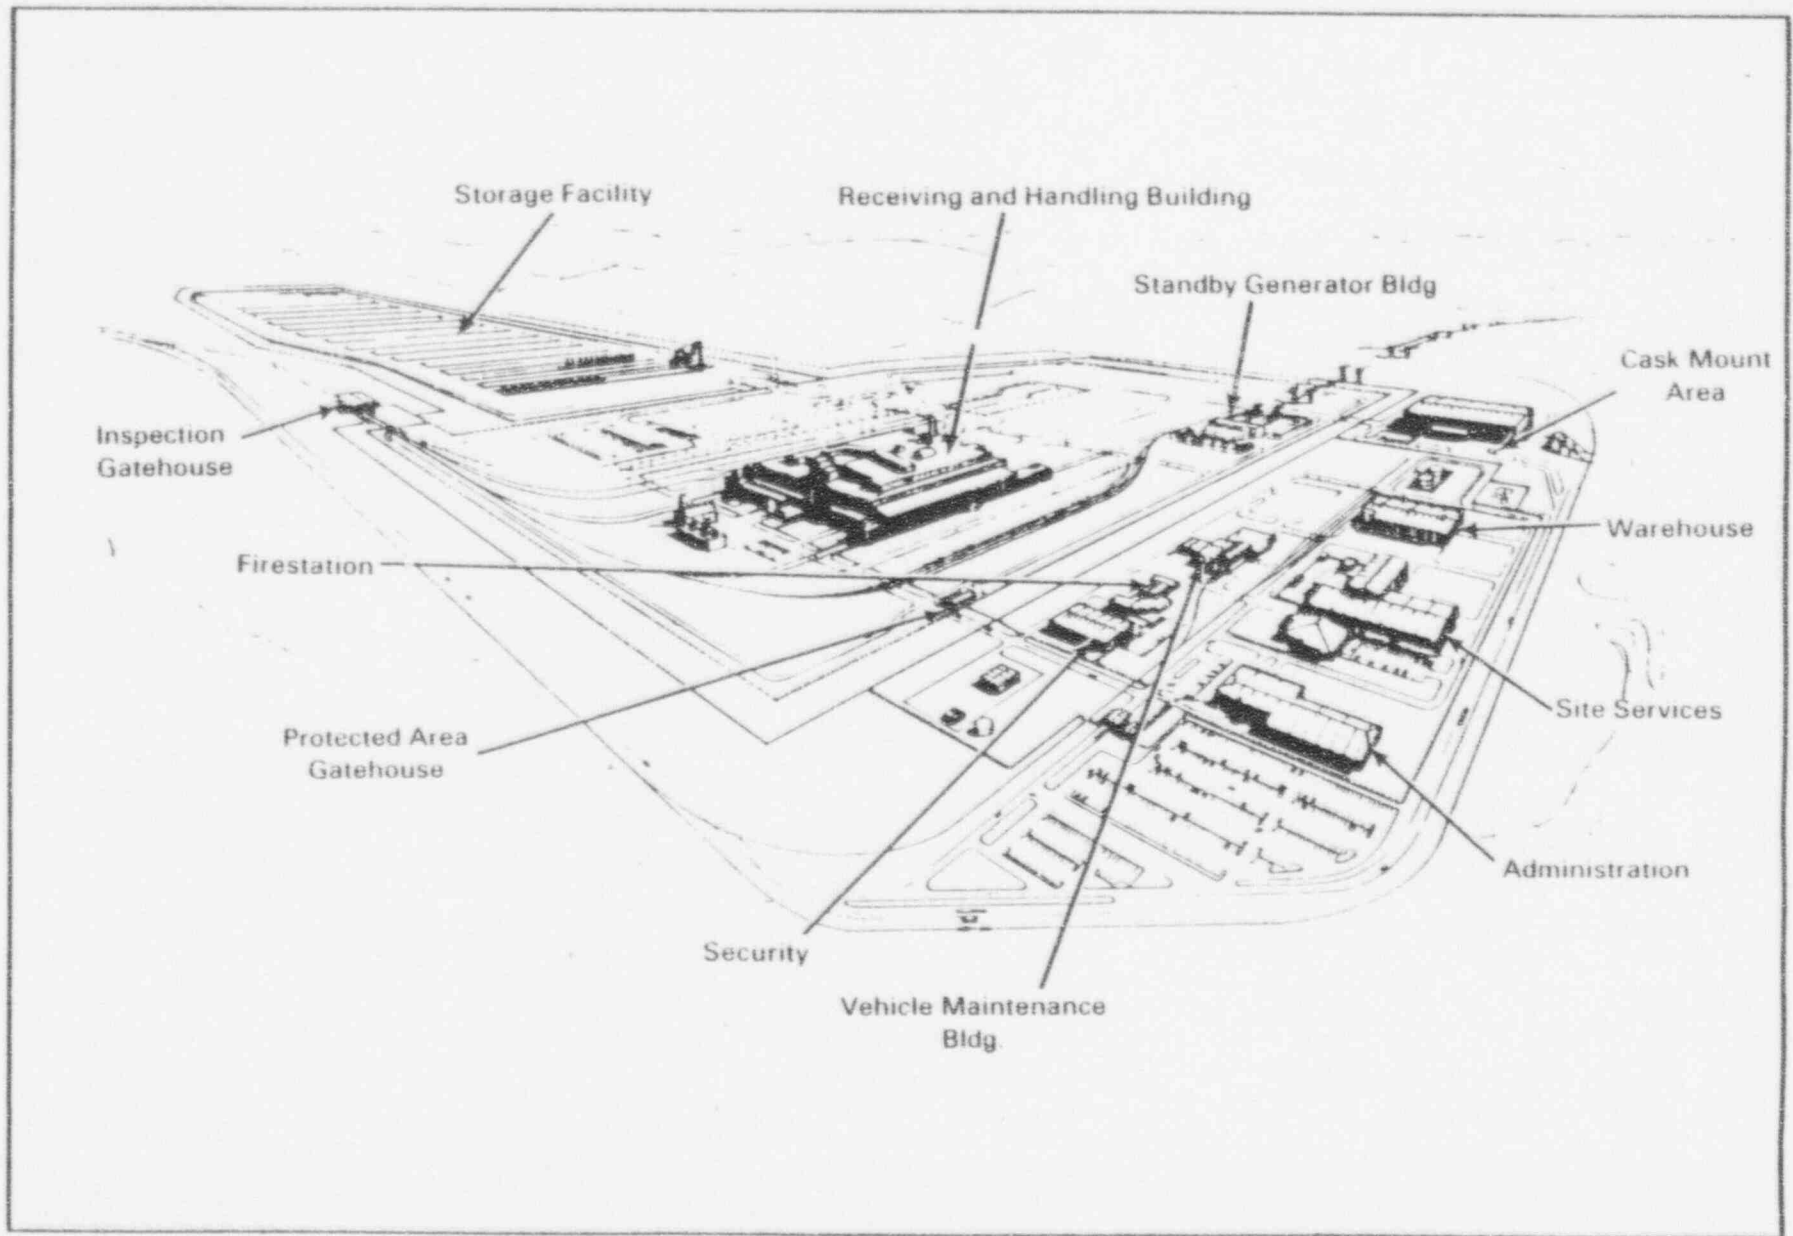 Storage Facility
Receiving and Handling Building
Standby Generator Bldg
Cask Mount
Area
Inspection
Gatehouse
Warehouse
Firestation
Site Services
Protected Area
Gatehouse
Administration
Security
Vehicle Maintenance
Bldg.